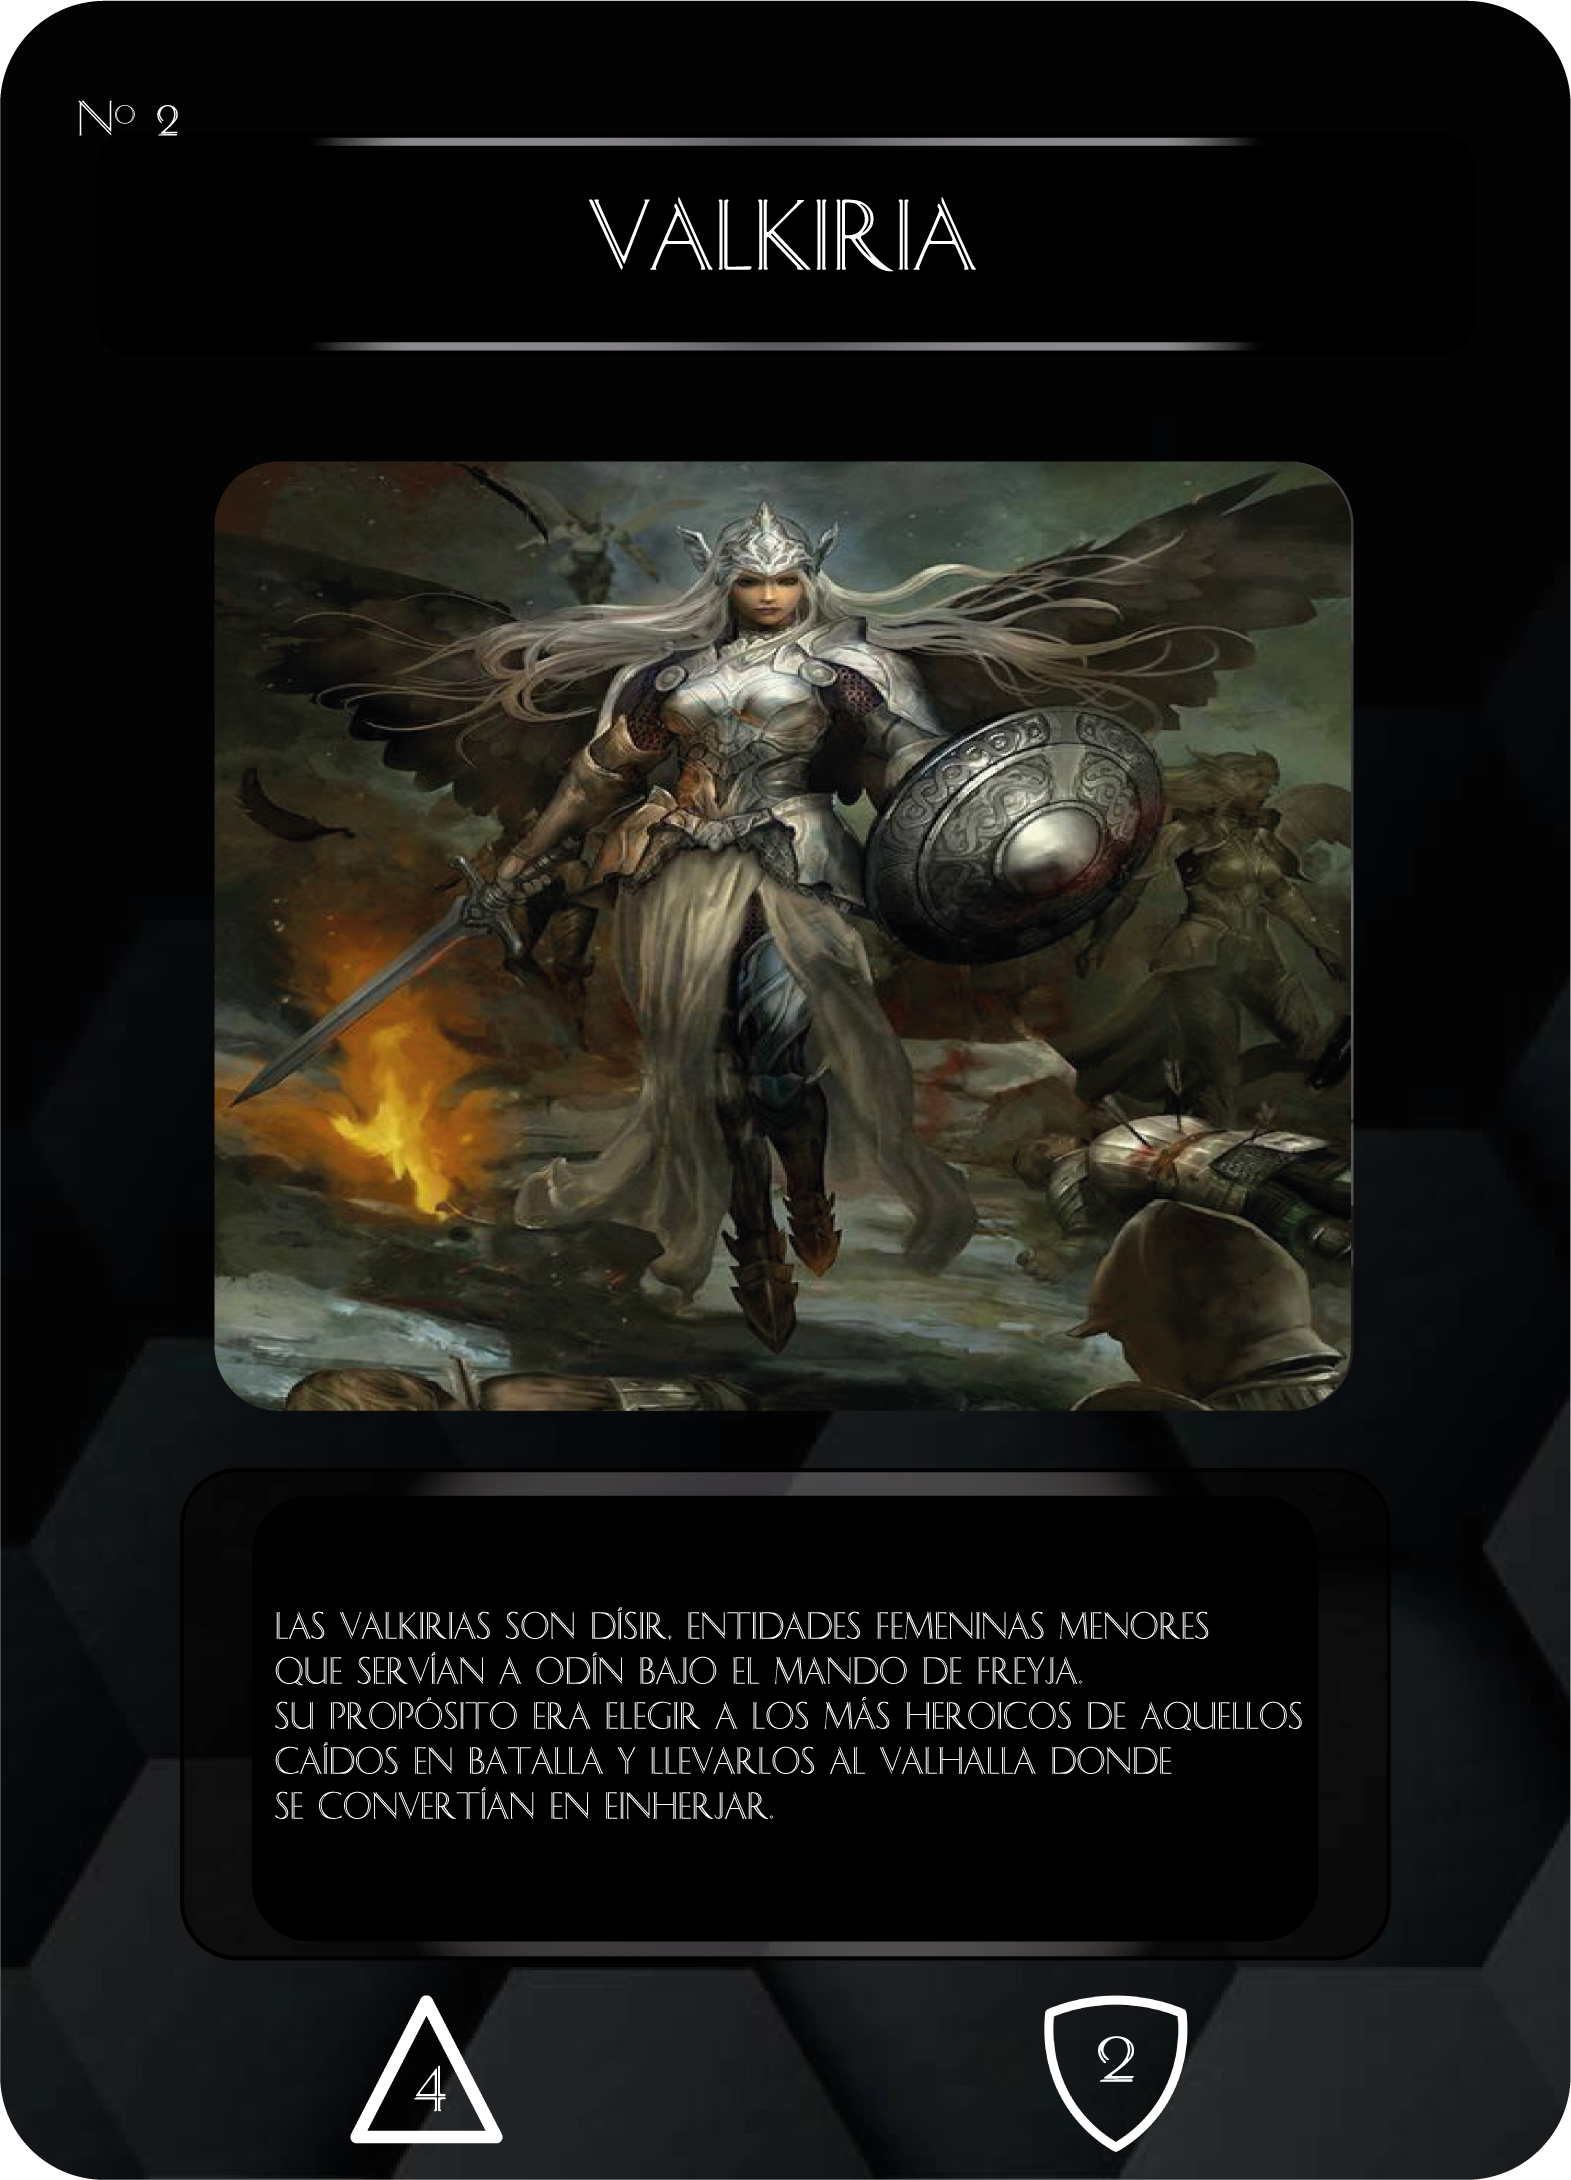 Nº 2
VALKIRIA
LAS VALKIRIAS SON DÍSIR, ENTIDADES FEMENINAS MENORES
QUE SERVÍAN A ODÍN BAJO EL MANDO DE FREYJA.
SU PROPÓSITO ERA ELEGIR A LOS MÁS HEROICOS DE AQUELLOS
CAÍDOS EN BATALLA Y LLEVARLOS AL VALHALLA DONDE
SE CONVERTÍAN EN EINHERJAR.
4
2